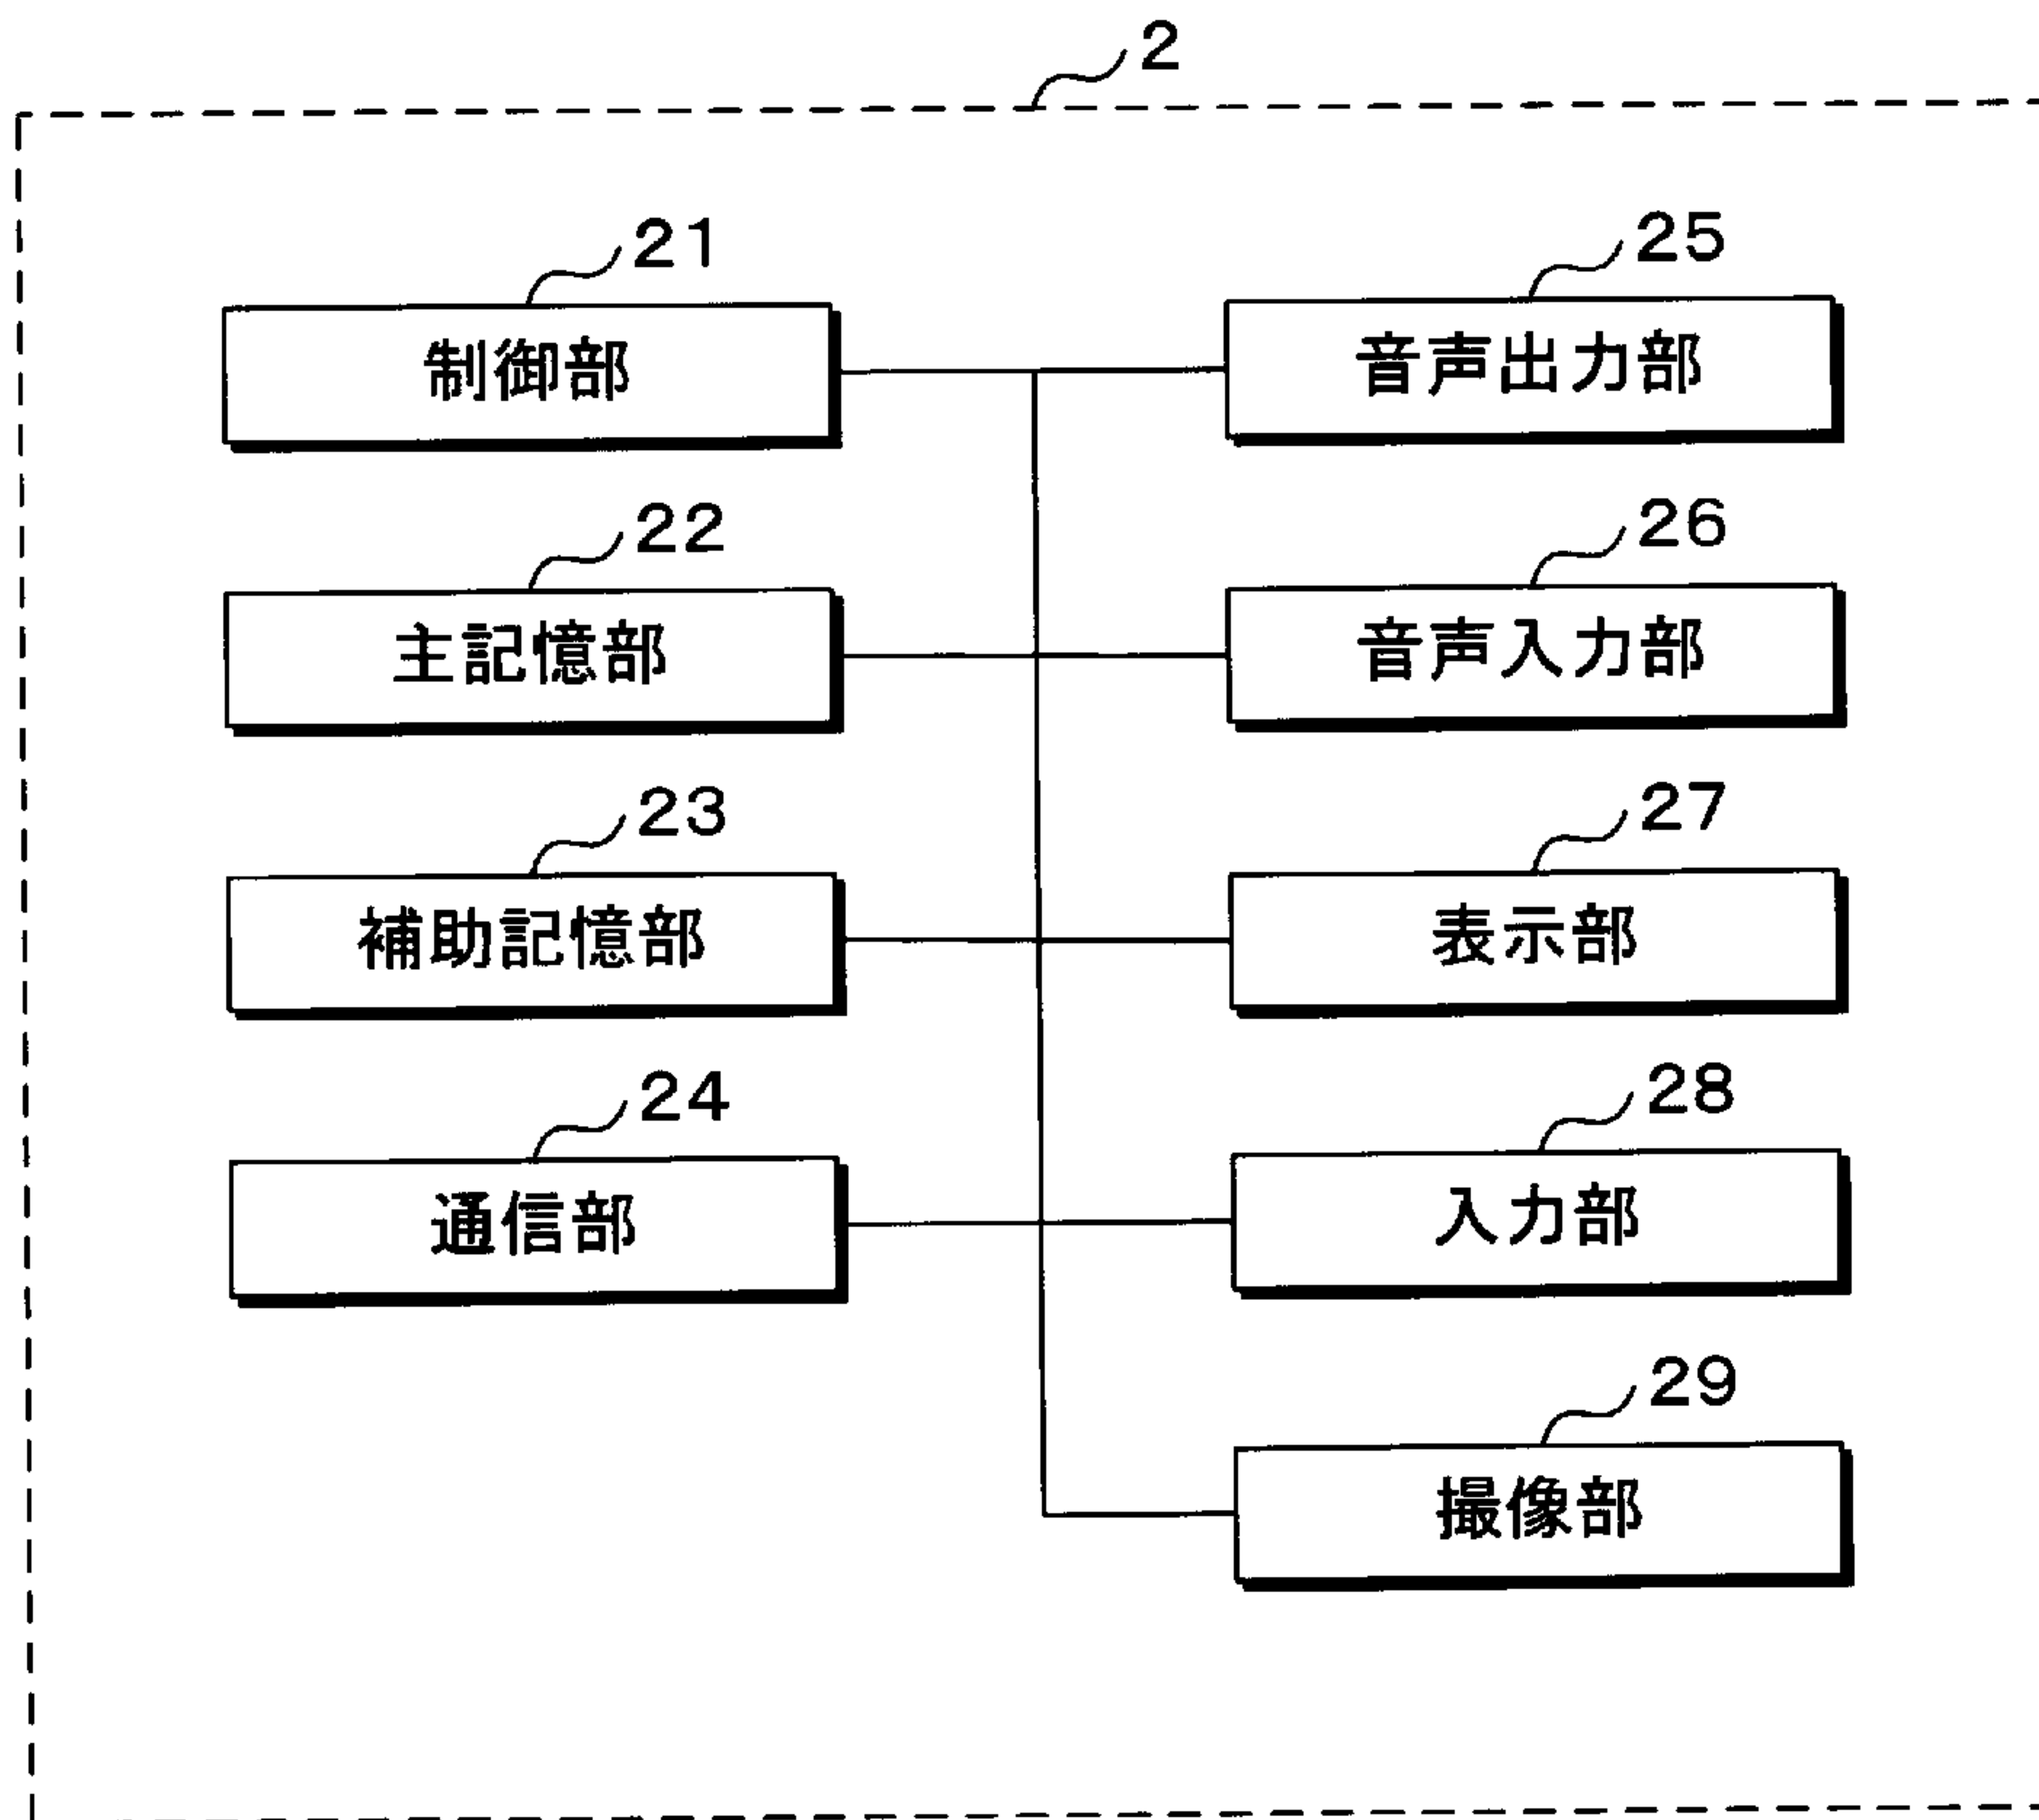 2
21
制御部
25
音声出力部
22
主記憶部
26
音声入力部
23
補助記憶部
27
表示部
24
通信部
28
入力部
29
撮像部